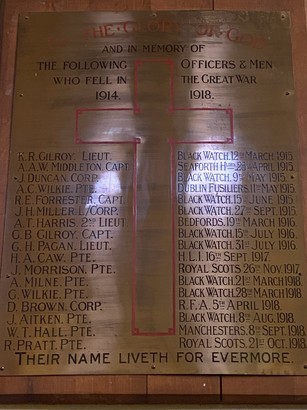 TO THE GLORY OF GOD
AND IN MEMORY OF
THE FOLLOWING OFFICERS & MEN
WHO FELL IN THE GREAT WAR
1914. 1918.
K.R. GILROY. LIEUT. BLACK WATCH. 12TH MARCH 1915.
A.A.W. MIDDLETON. CAPT SEAFORTH HRS APRIL 1915.
J. DUNCAN. CORP. BLACK WATCH. 9TH MAY 1915.
A.C. WILKIE. PTE. DUBLIN FUSILIERS. 11TH MAY 1915.
R.E. FORRESTER. CAPT BLACK WATCH. 15TH JUNE 1915.
J.H. MILLER L/CORP. BLACK WATCH. 27TH SEPT. 1915.
A.T. HARRIS. 2ND LIEUT BEDFORDS. 19TH MARCH 1916.
C.B. GILROY. CAPT. BLACK WATCH. 15TH JULY 1916.
G.H. PAGAN. LIEUT. BLACK WATCH. 31ST JULY 1916.
H.A. CAW. PTE. H.L.I. 16TH SEPT. 1917.
J. MORRISON. PTE. ROYAL SCOTS. 26TH NOV. 1917.
A. MILNE. PTE. BLACK WATCH. 21ST MARCH 1918.
G. WILKIE. PTE. BLACK WATCH. 28TH MARCH 1918.
D. BROWN. CORP. R.F.A. 5TH APRIL 1918.
J. AITKEN. PTE. BLACK WATCH. 8TH AUG. 1918.
W.T. HALL. PTE. MANCHESTERS. 8TH SEPT. 1918.
R. PRATT. PTE. ROYAL SCOTS. 21ST OCT. 1918.
THEIR NAME LIVETH FOR EVERMORE.